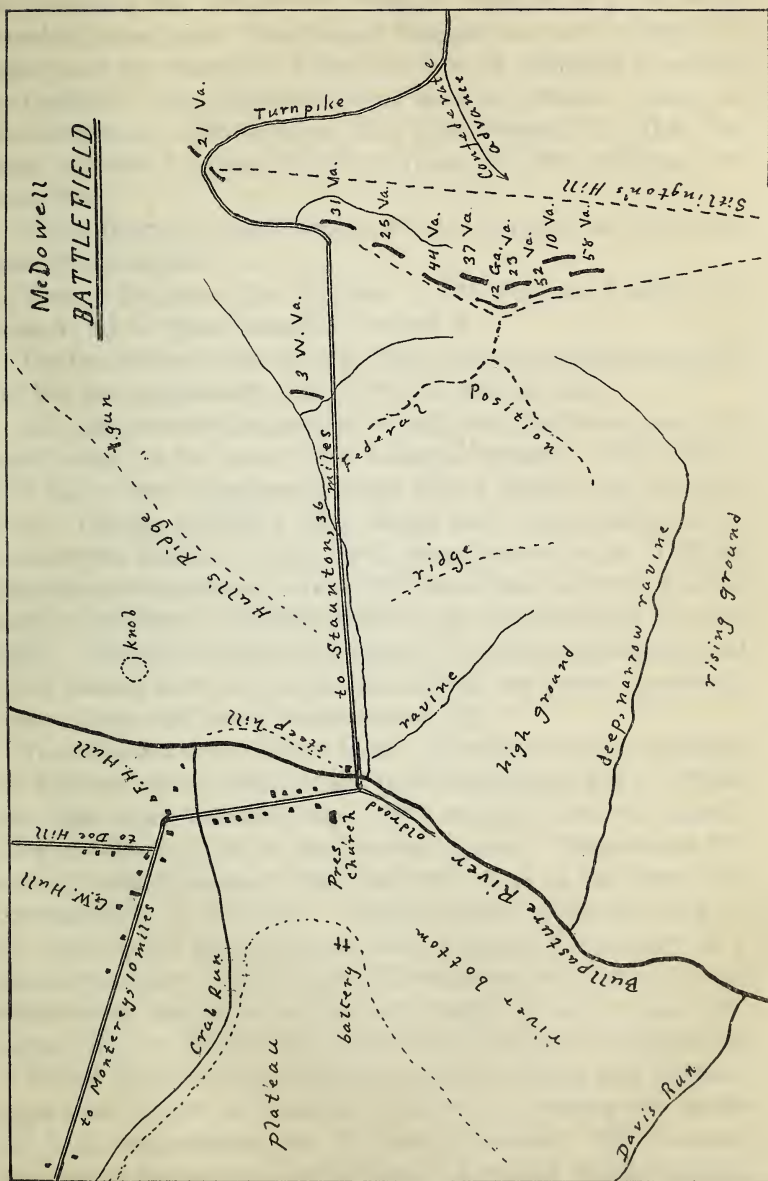 McDowell
BATTLEFIELD
21 Va.
Turnpike
Confederate
advance
Sitlington's Hill
31 Va.
25 Va.
44 Va.
37 Va.
12 Ga.
23 Va.
52
10 Va.
58 Va.
3 W. Va.
x gun
Hull's Ridge
knob
to Staunton, 36 miles
Federal
Position
ridge
ravine
high ground
deep, narrow ravine
rising ground
steep hill
F.H. Hull
to Doe Hill
G.W. Hull
to Montereys 10 miles
Crab Run
Pres.
church
old road
battery
plateau
Bullpasture River
river bottom
Davis Run